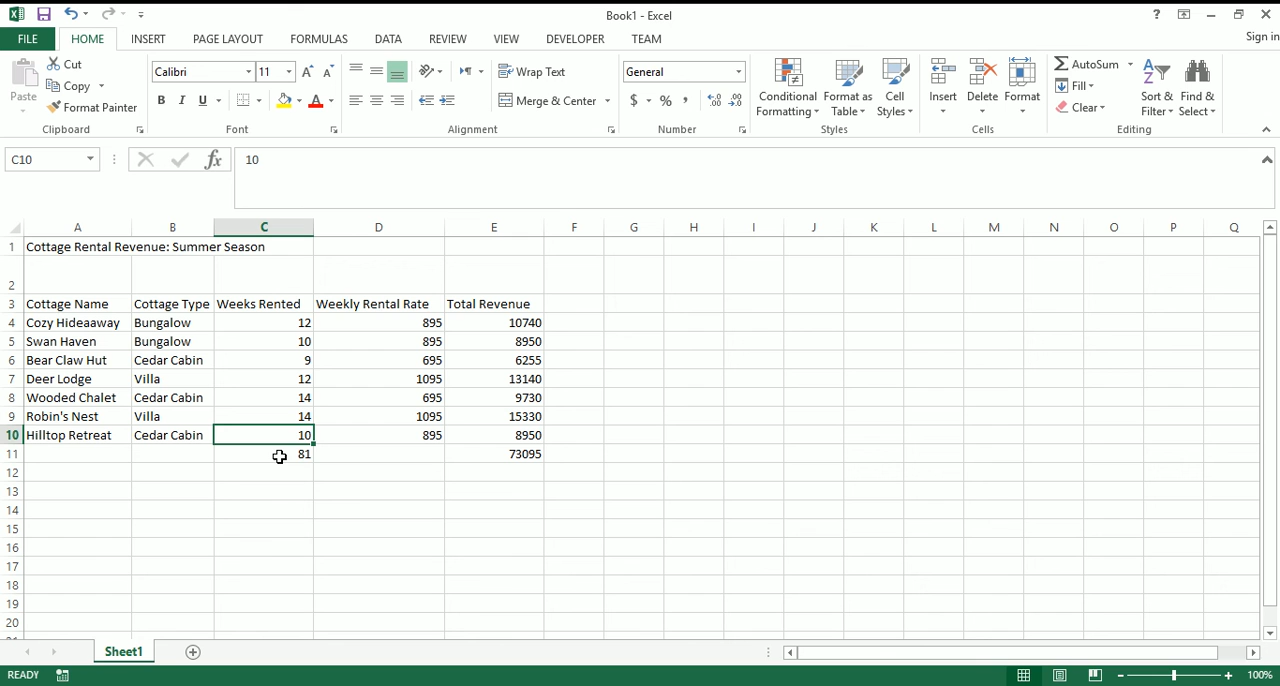 Book1 - Excel
FILE HOME INSERT PAGE LAYOUT FORMULAS DATA REVIEW VIEW DEVELOPER TEAM Sign in
Paste
Cut
Copy
Format Painter
Clipboard
Calibri 11
B I U A
Font
Wrap Text
Merge & Center
Alignment
General
$ % ,
Number
Conditional Formatting
Format as Table
Cell Styles
Styles
Insert Delete Format
Cells
AutoSum
Fill
Clear
Sort & Filter
Find & Select
Editing
C10 fx 10
A B C D E F G H I J K L M N O P Q
1 Cottage Rental Revenue: Summer Season
2
3 Cottage Name Cottage Type Weeks Rented Weekly Rental Rate Total Revenue
4 Cozy Hideaaway Bungalow 12 895 10740
5 Swan Haven Bungalow 10 895 8950
6 Bear Claw Hut Cedar Cabin 9 695 6255
7 Deer Lodge Villa 12 1095 13140
8 Wooded Chalet Cedar Cabin 14 695 9730
9 Robin's Nest Villa 14 1095 15330
10 Hilltop Retreat Cedar Cabin 10 895 8950
11 81 73095
12
13
14
15
16
17
18
19
20
Sheet1
READY 100%